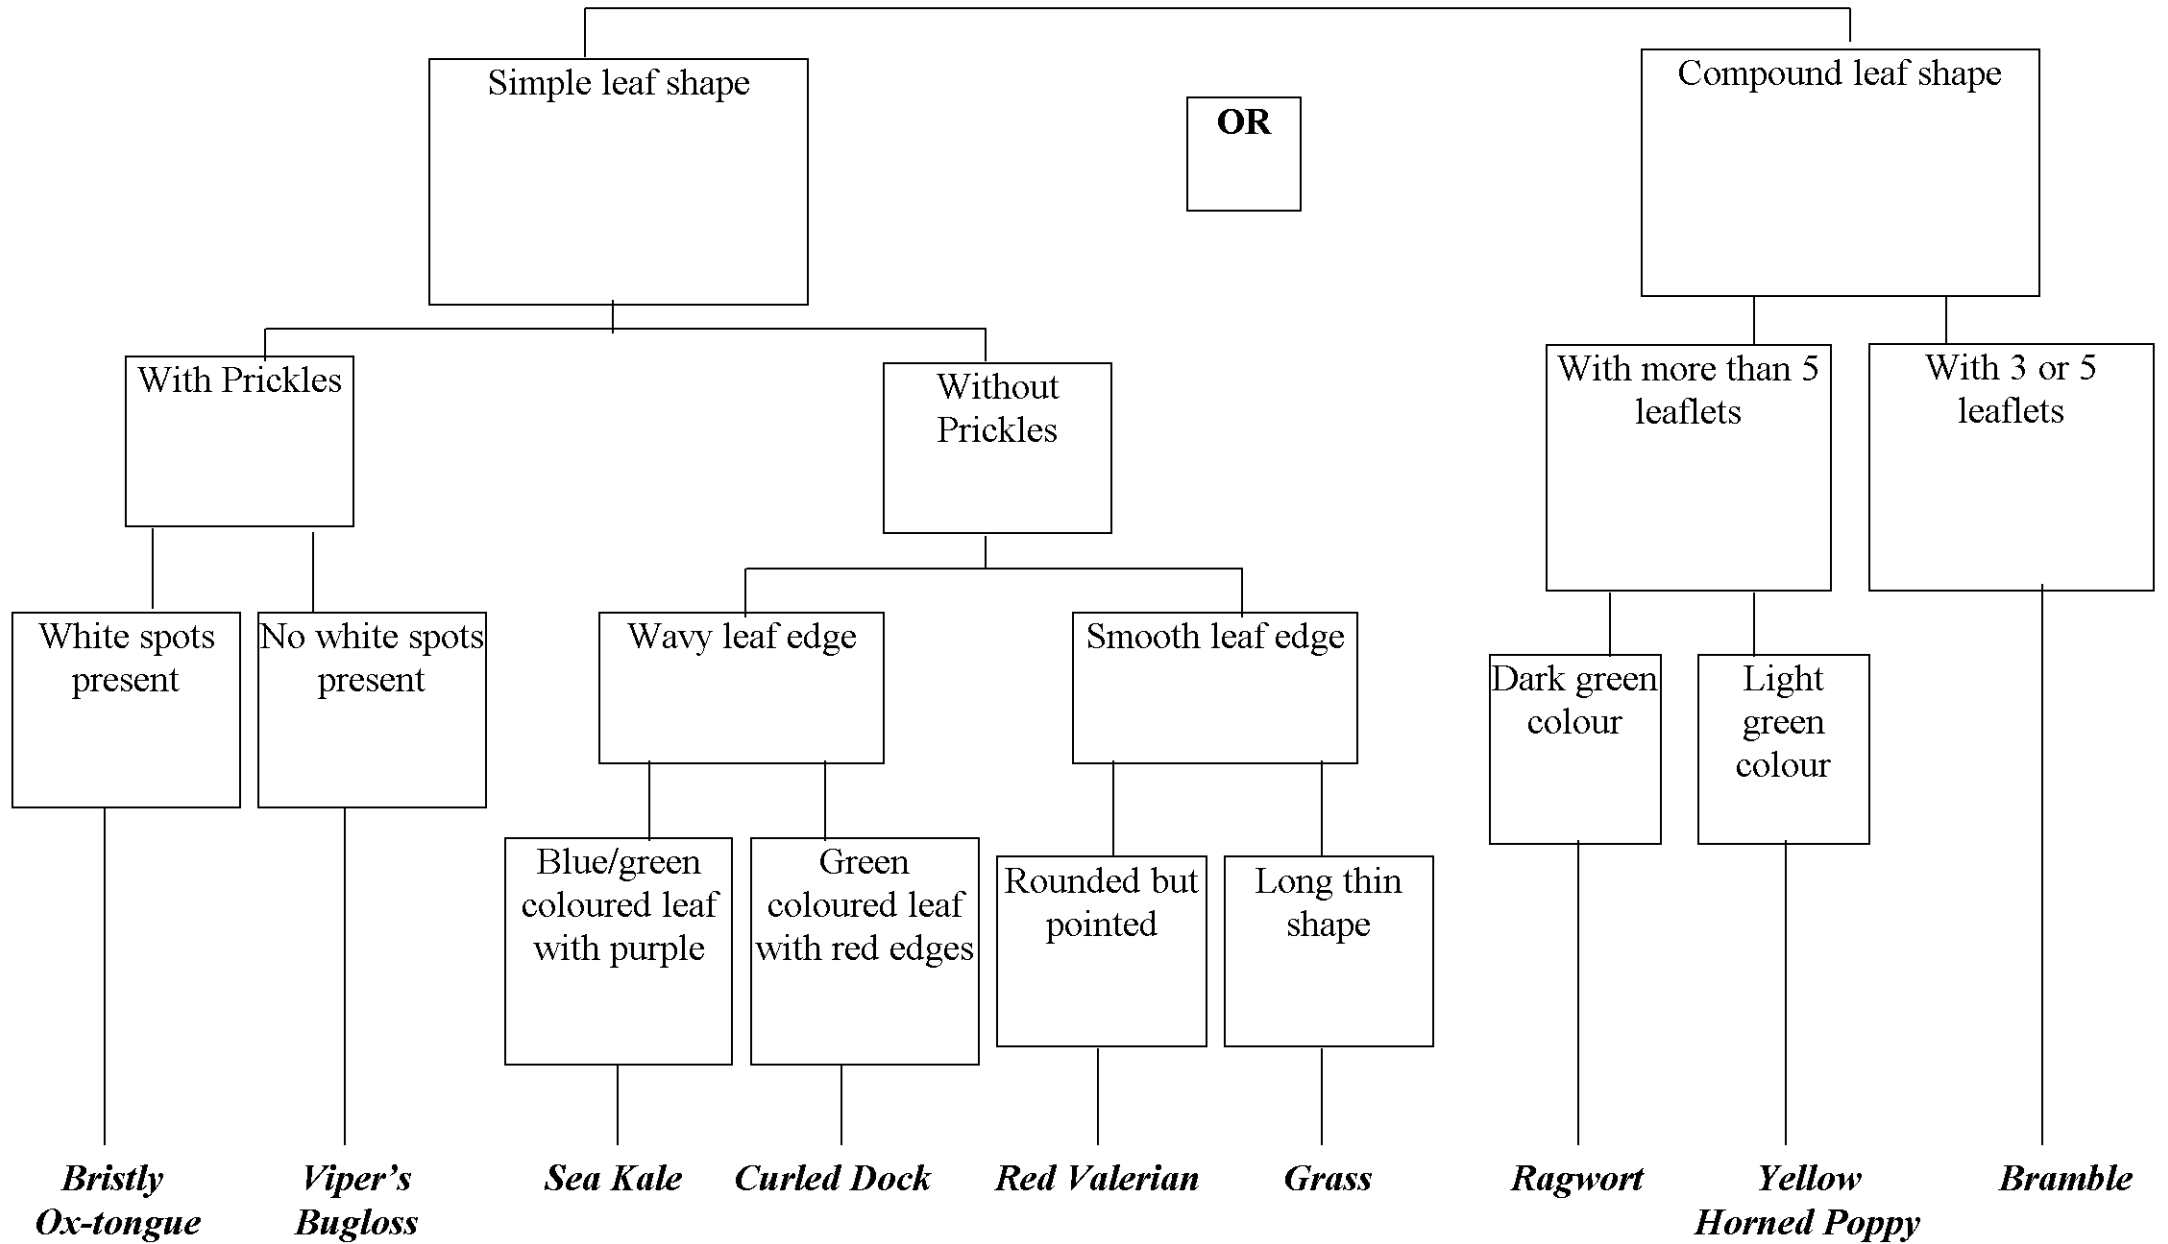 Simple leaf shape
OR
Compound leaf shape
With Prickles
Without
Prickles
With more than 5
leaflets
With 3 or 5
leaflets
White spots
present
No white spots
present
Wavy leaf edge
Smooth leaf edge
Dark green
colour
Light
green
colour
Blue/green
coloured leaf
with purple
Green
coloured leaf
with red edges
Rounded but
pointed
Long thin
shape
Bristly
Ox-tongue
Viper’s
Bugloss
Sea Kale
Curled Dock
Red Valerian
Grass
Ragwort
Yellow
Horned Poppy
Bramble